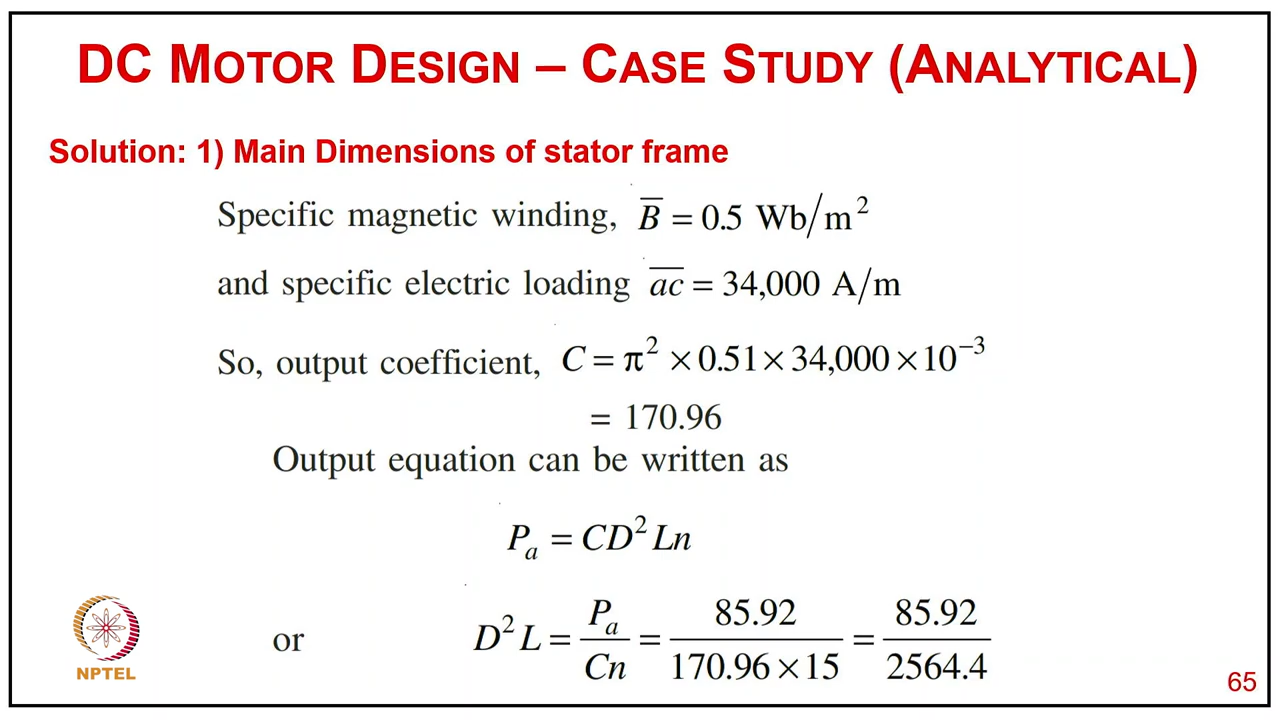 DC MOTOR DESIGN – CASE STUDY (ANALYTICAL)
Solution: 1) Main Dimensions of stator frame
Specific magnetic winding, B̅ = 0.5 Wb/m²
and specific electric loading a̅c̅ = 34,000 A/m
So, output coefficient, C = π² × 0.51 × 34,000 × 10⁻³
= 170.96
Output equation can be written as
Pₐ = CD² Ln
or D² L = Pₐ/Cn = 85.92/170.96 × 15 = 85.92/2564.4
NPTEL
65